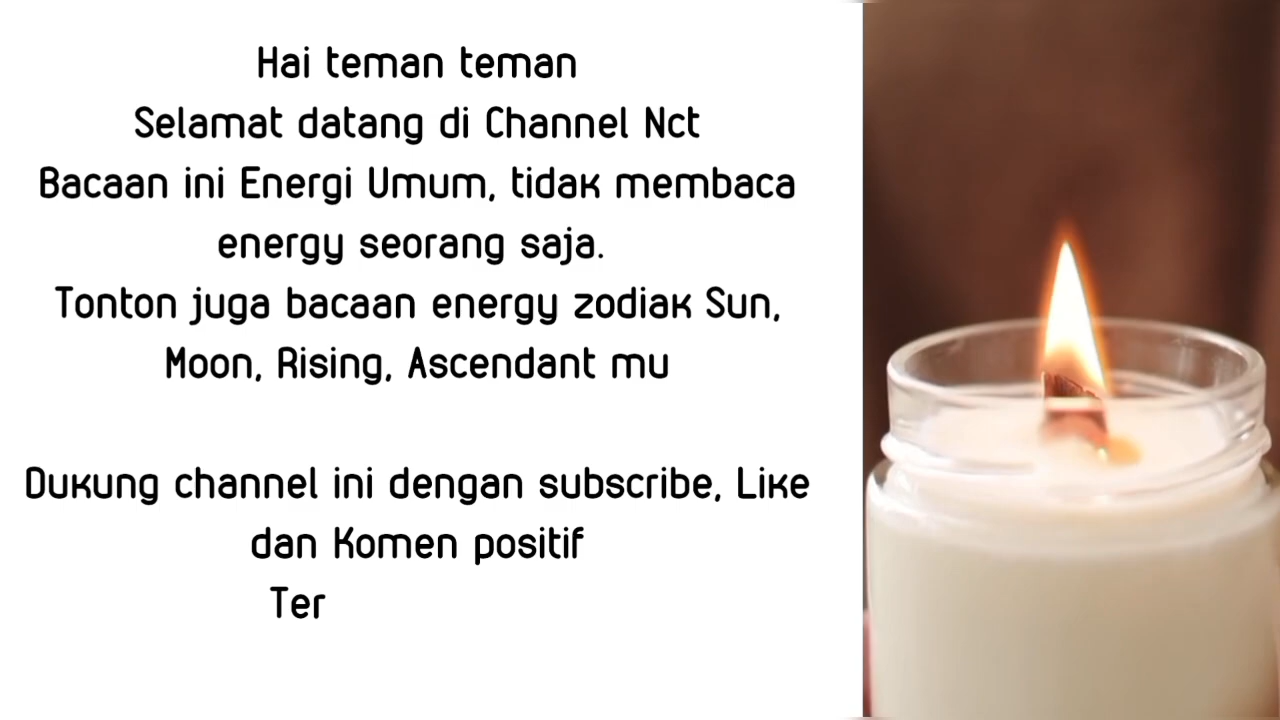 Hai teman teman
Selamat datang di Channel Nct
Bacaan ini Energi Umum, tidak membaca
energy seorang saja.
Tonton juga bacaan energy zodiak Sun,
Moon, Rising, Ascendant mu
Dukung channel ini dengan subscribe, Like
dan Komen positif
Ter